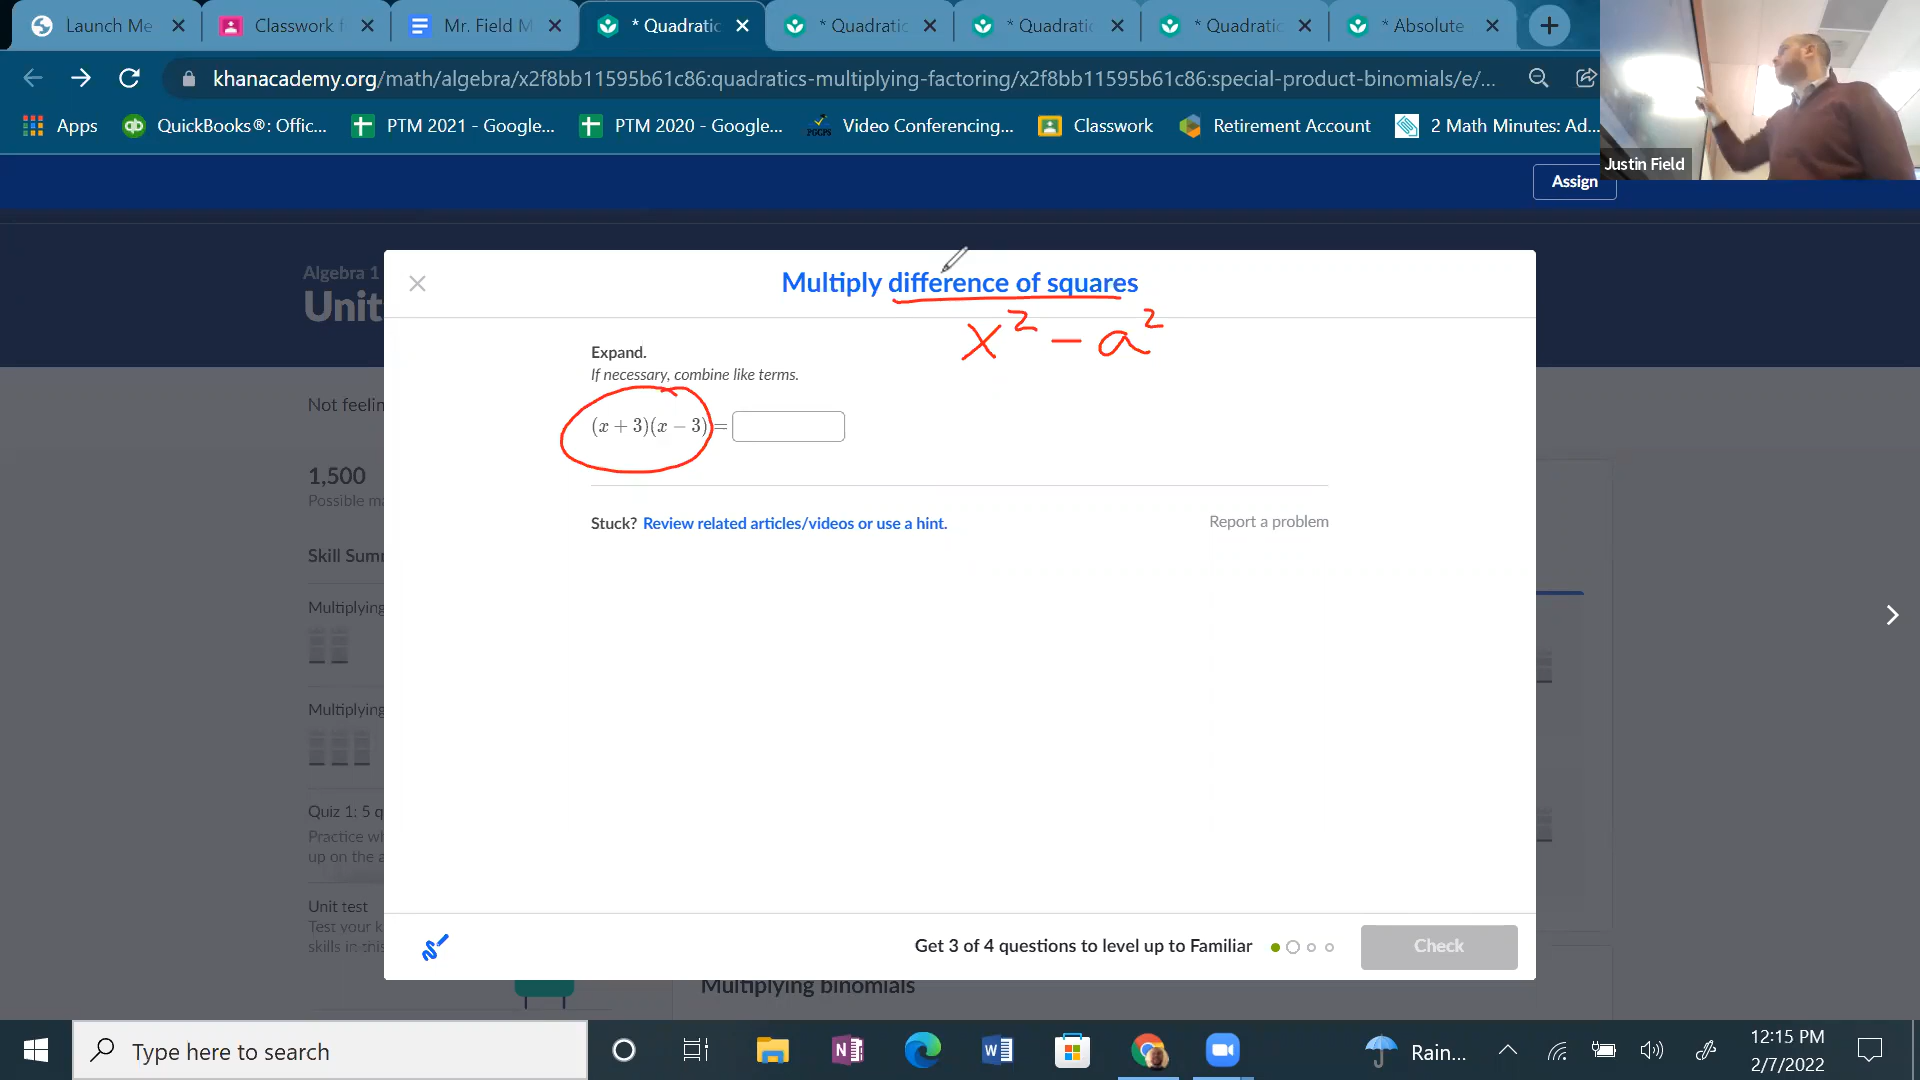 Launch Me
Classwork f
Mr. Field M
* Quadratic
* Quadratic
* Quadratic
* Quadratic
* Absolute
khanacademy.org/math/algebra/x2f8bb11595b61c86:quadratics-multiplying-factoring/x2f8bb11595b61c86:special-product-binomials/e/...
Apps
QuickBooks®: Offic...
PTM 2021 - Google...
PTM 2020 - Google...
Video Conferencing...
Classwork
Retirement Account
2 Math Minutes: Ad...
Justin Field
Assign
Algebra 1
Unit
Multiply difference of squares
x² − a²
Expand.
If necessary, combine like terms.
(x + 3)(x − 3) =
Not feelin
1,500
Possible ma
Stuck? Review related articles/videos or use a hint.
Report a problem
Skill Sum
Multiplying
Multiplying
Quiz 1: 5 q
Practice wh
up on the a
Unit test
Test your k
skills in this
Get 3 of 4 questions to level up to Familiar
Check
Multiplying binomials
Type here to search
Rain...
12:15 PM
2/7/2022